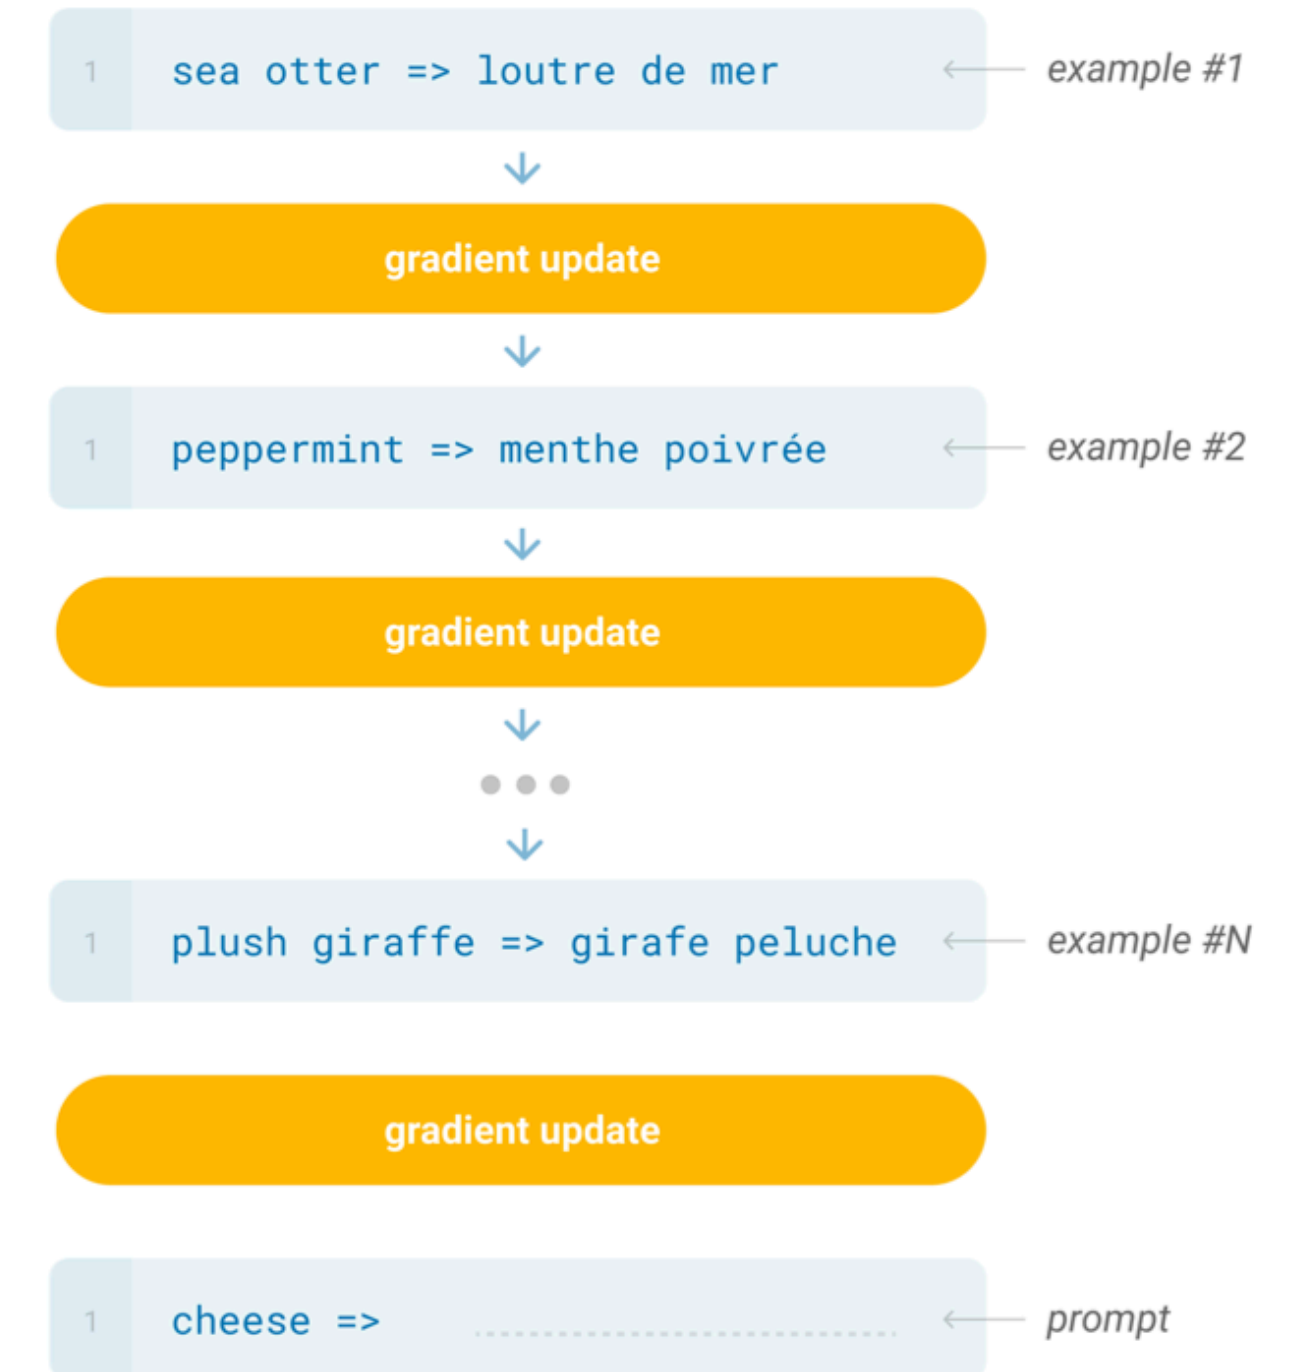 1 sea otter => loutre de mer example #1
gradient update
1 peppermint => menthe poivrée example #2
gradient update
1 plush giraffe => girafe peluche example #N
gradient update
1 cheese => prompt